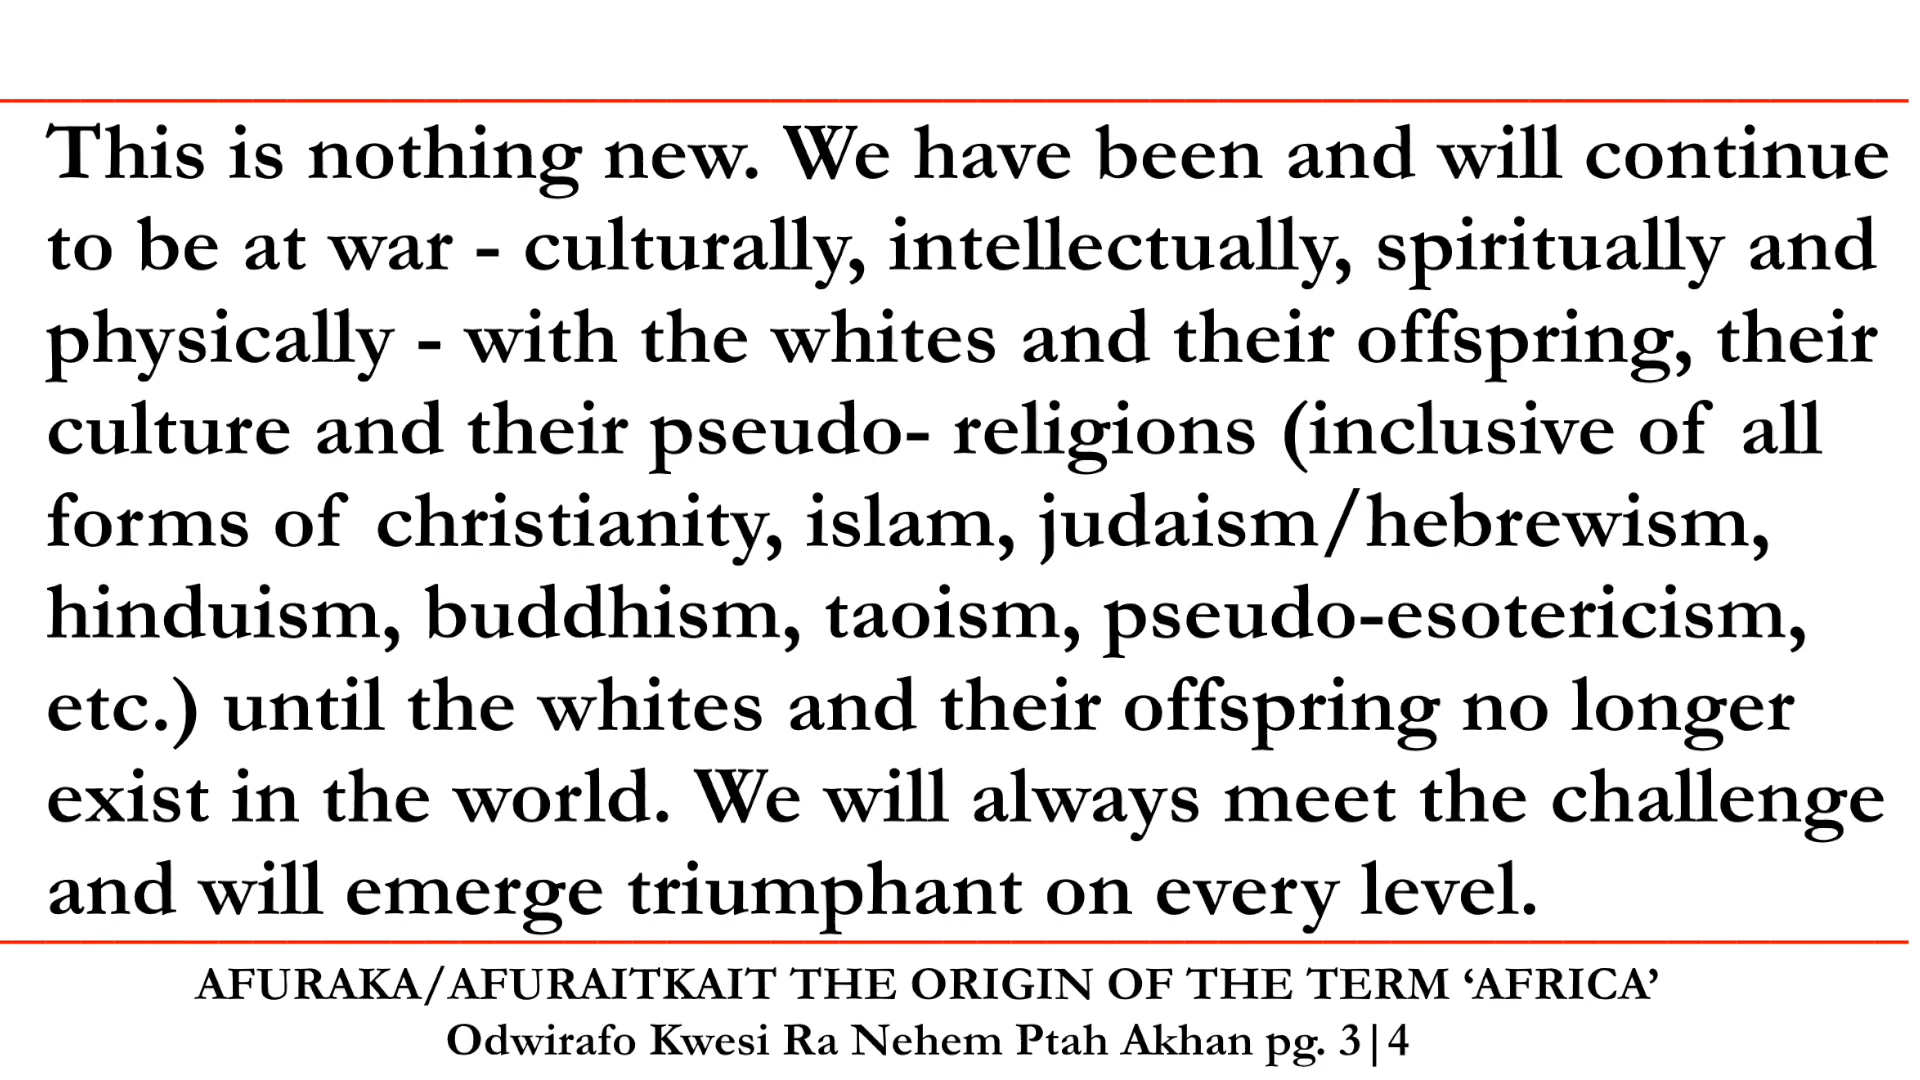 This is nothing new. We have been and will continue
to be at war - culturally, intellectually, spiritually and
physically - with the whites and their offspring, their
culture and their pseudo- religions (inclusive of all
forms of christianity, islam, judaism/hebrewism,
hinduism, buddhism, taoism, pseudo-esotericism,
etc.) until the whites and their offspring no longer
exist in the world. We will always meet the challenge
and will emerge triumphant on every level.
AFURAKA/AFURAITKAIT THE ORIGIN OF THE TERM ‘AFRICA’
Odwirafo Kwesi Ra Nehem Ptah Akhan pg. 3|4